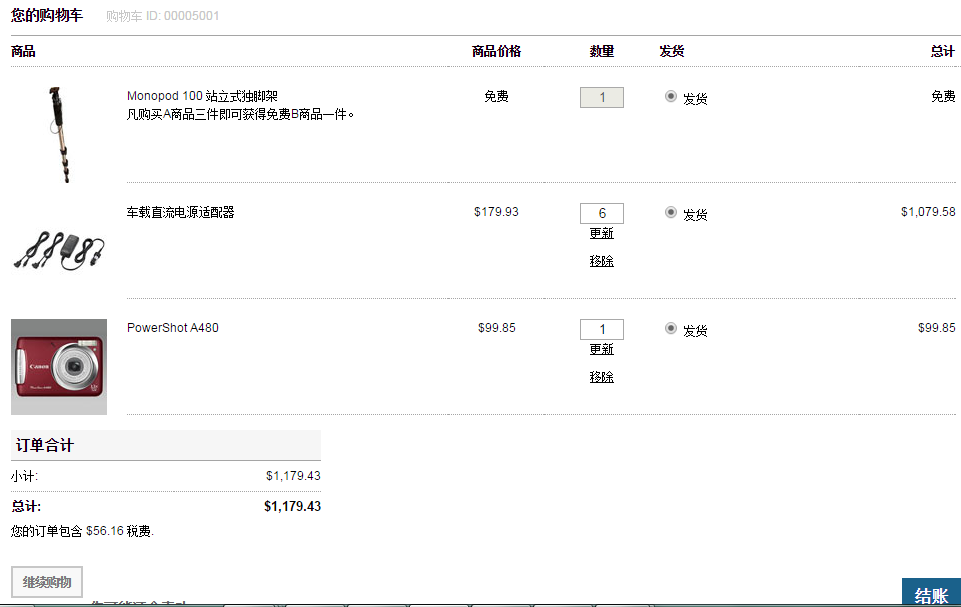 您的购物车 购物车 ID: 00005001
商品 商品价格 数量 发货 总计
Monopod 100 站立式独脚架 免费 1 发货 免费
凡购买A商品三件即可获得免费B商品一件。
车载直流电源适配器 $179.93 6 发货 $1,079.58
更新
移除
PowerShot A480 $99.85 1 发货 $99.85
更新
移除
Canon
订单合计
小计: $1,179.43
总计: $1,179.43
您的订单包含 $56.16 税费.
继续购物
结账